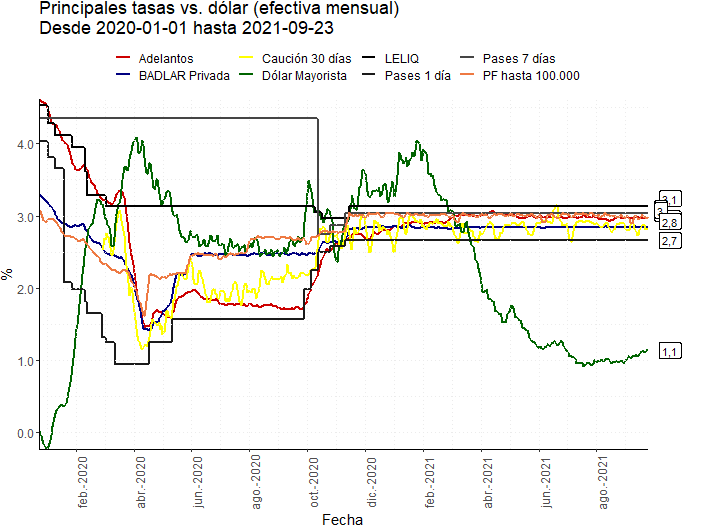 Principales tasas vs. dólar (efectiva mensual)
Desde 2020-01-01 hasta 2021-09-23
Adelantos Caución 30 días LELIQ Pases 7 días
BADLAR Privada Dólar Mayorista Pases 1 día PF hasta 100.000
%
4.0
3.0
2.0
1.0
0.0
3,1
2,8
2,7
1,1
feb.-2020
abr.-2020
jun.-2020
ago.-2020
oct.-2020
dic.-2020
feb.-2021
abr.-2021
jun.-2021
ago.-2021
Fecha